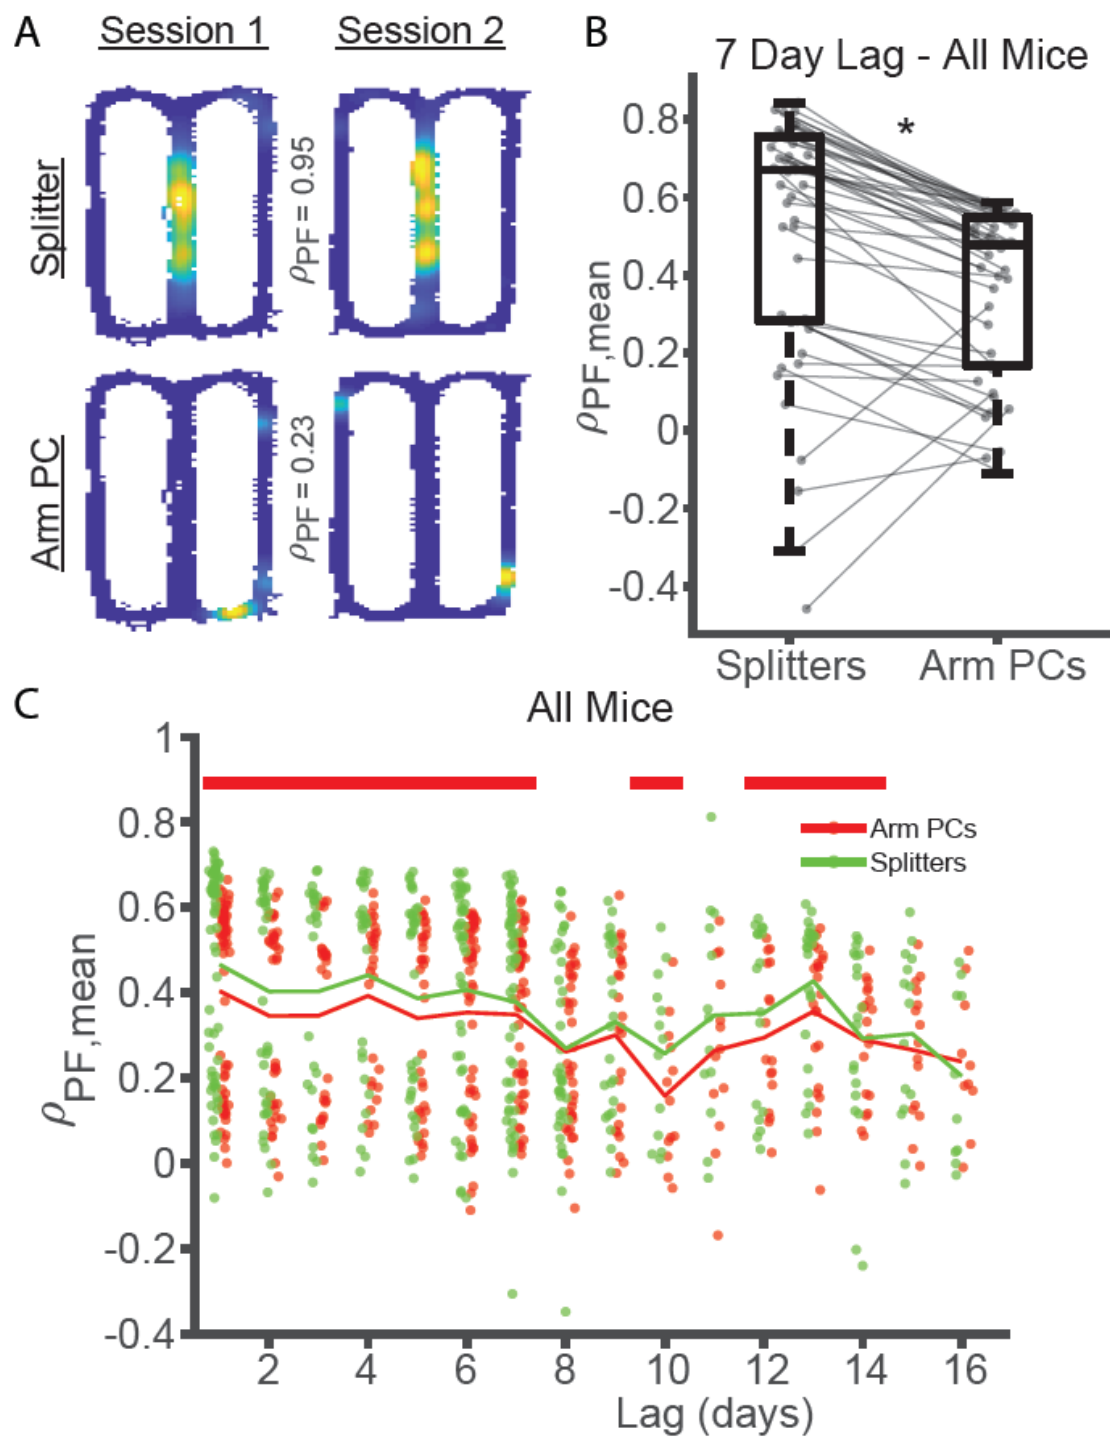 A
Session 1
Session 2
Splitter
ρPF = 0.95
Arm PC
ρPF = 0.23
B
7 Day Lag - All Mice
*
ρPF,mean
0.8
0.6
0.4
0.2
0
-0.2
-0.4
Splitters
Arm PCs
C
All Mice
Arm PCs
Splitters
ρPF,mean
1
0.8
0.6
0.4
0.2
0
-0.2
-0.4
2 4 6 8 10 12 14 16
Lag (days)